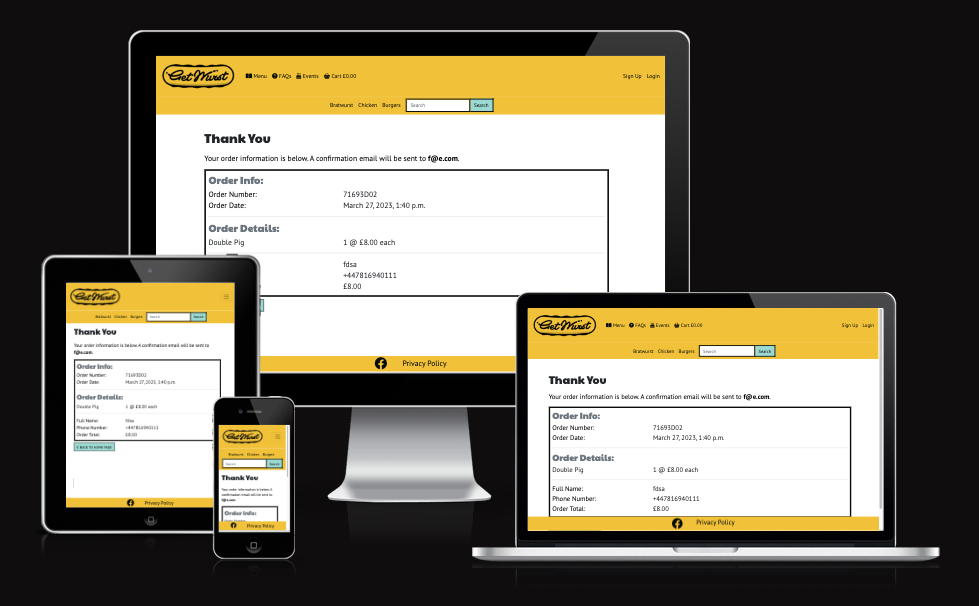 Get Wurst
Menu FAQs Events Cart £0.00
Sign Up Login
Bratwurst Chicken Burgers Search Search
Thank You
Your order information is below. A confirmation email will be sent to f@e.com.
Order Info:
Order Number: 71693D02
Order Date: March 27, 2023, 1:40 p.m.
Order Details:
Double Pig 1 @ £8.00 each
fdsa
+447816940111
£8.00
Privacy Policy
Get Wurst
Bratwurst Chicken Burgers Search Search
Thank You
Your order information is below. A confirmation email will be sent to
f@e.com.
Order Info:
Order Number: 71693D02
Order Date: March 27, 2023, 1:40 p.m.
Order Details:
Double Pig 1 @ £8.00 each
Full Name: fdsa
Phone Number: +447816940111
Order Total: £8.00
< BACK TO HOME PAGE
Privacy Policy
Get Wurst
Bratwurst Chicken Burgers
Search Search
Thank You
Your order information is below. A
confirmation email will be sent to
f@e.com.
Order Info:
Privacy Policy
Get Wurst
Menu FAQs Events Cart £0.00
Sign Up Login
Bratwurst Chicken Burgers Search Search
Thank You
Your order information is below. A confirmation email will be sent to f@e.com.
Order Info:
Order Number: 71693D02
Order Date: March 27, 2023, 1:40 p.m.
Order Details:
Double Pig 1 @ £8.00 each
Full Name: fdsa
Phone Number: +447816940111
Order Total: £8.00
Privacy Policy